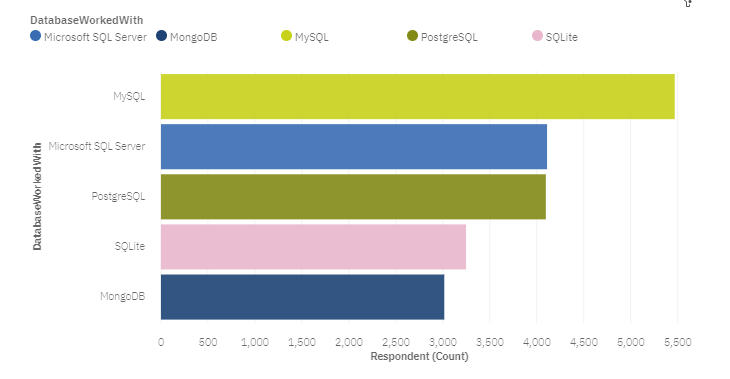 DatabaseWorkedWith
Microsoft SQL Server MongoDB MySQL PostgreSQL SQLite
DatabaseWorkedWith
MySQL
Microsoft SQL Server
PostgreSQL
SQLite
MongoDB
0 500 1,000 1,500 2,000 2,500 3,000 3,500 4,000 4,500 5,000 5,500
Respondent (Count)